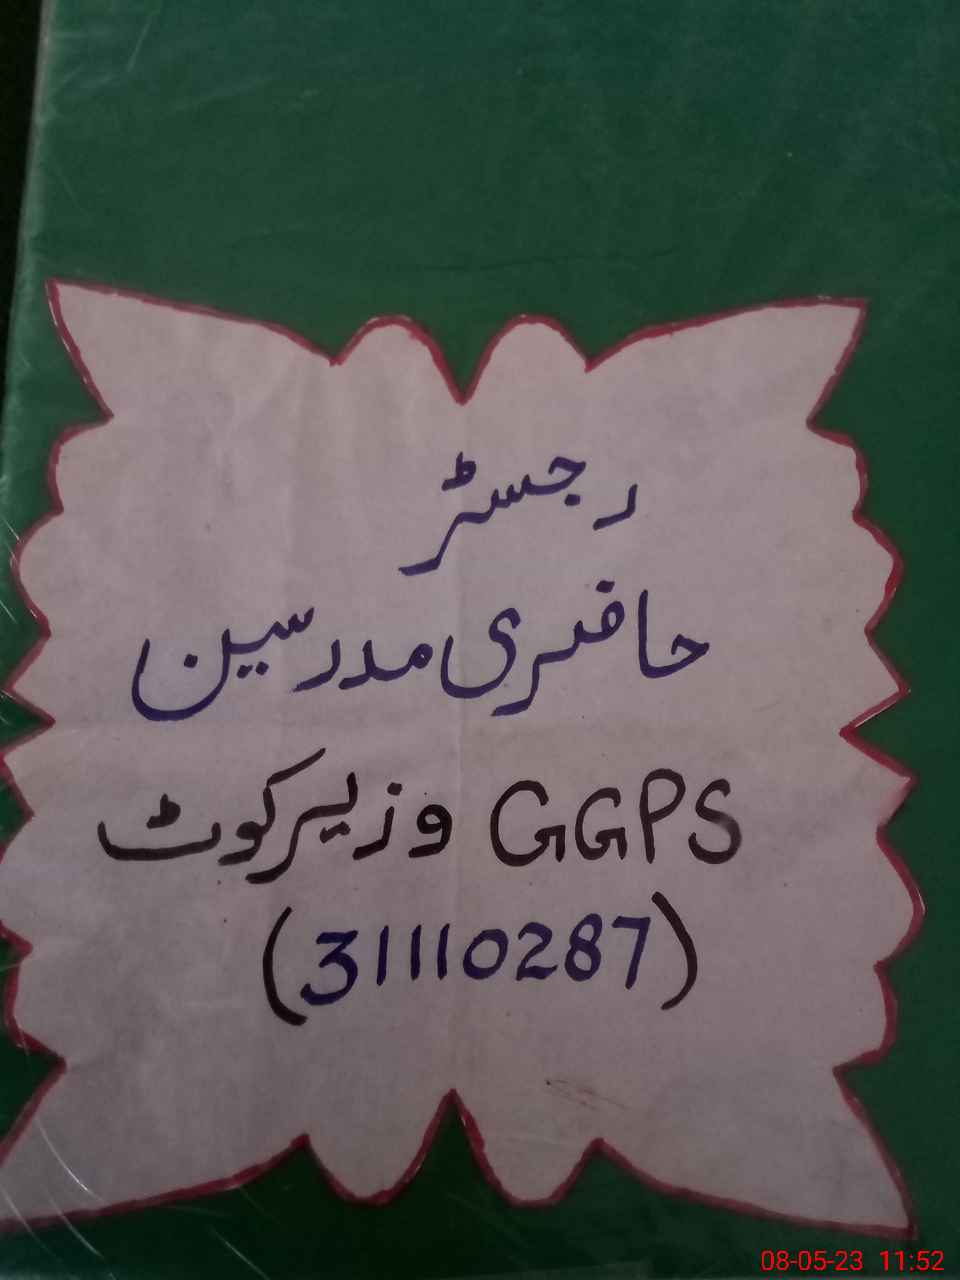 رجسٹر
حاضری مدرسین
GGPS وزیرکوٹ
(31110287)
08-05-23 11:52